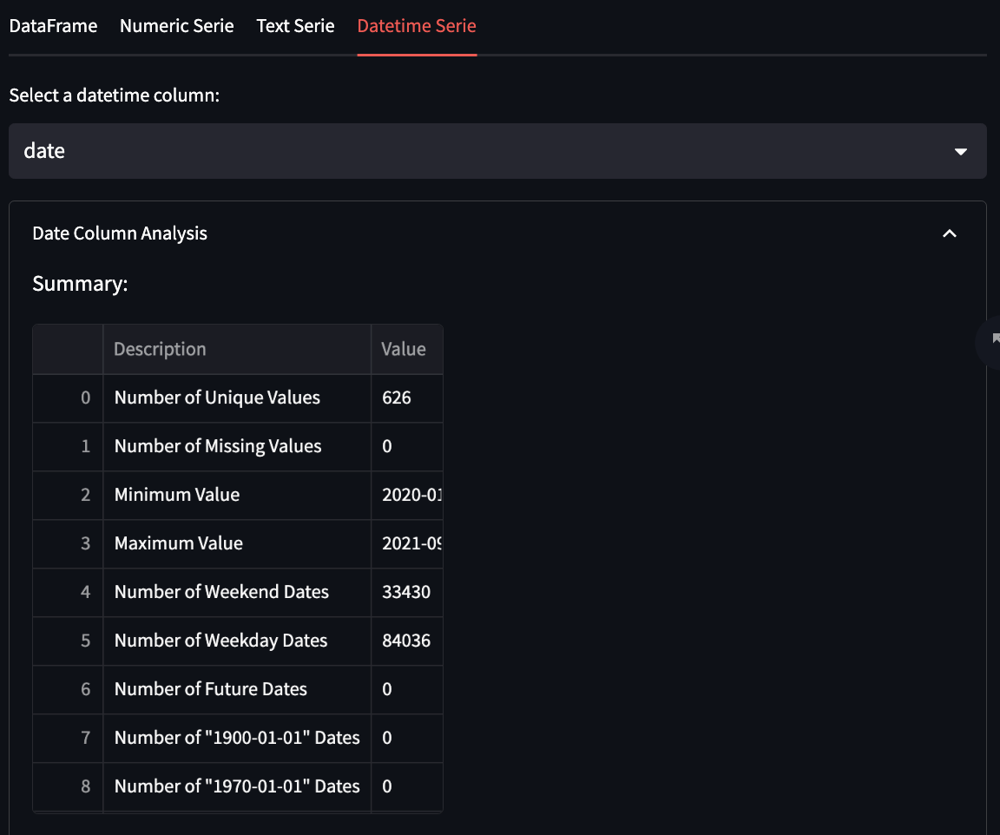 DataFrame Numeric Serie Text Serie Datetime Serie
Select a datetime column:
date
Date Column Analysis
Summary:
Description Value
0 Number of Unique Values 626
1 Number of Missing Values 0
2 Minimum Value 2020-01
3 Maximum Value 2021-09
4 Number of Weekend Dates 33430
5 Number of Weekday Dates 84036
6 Number of Future Dates 0
7 Number of "1900-01-01" Dates 0
8 Number of "1970-01-01" Dates 0